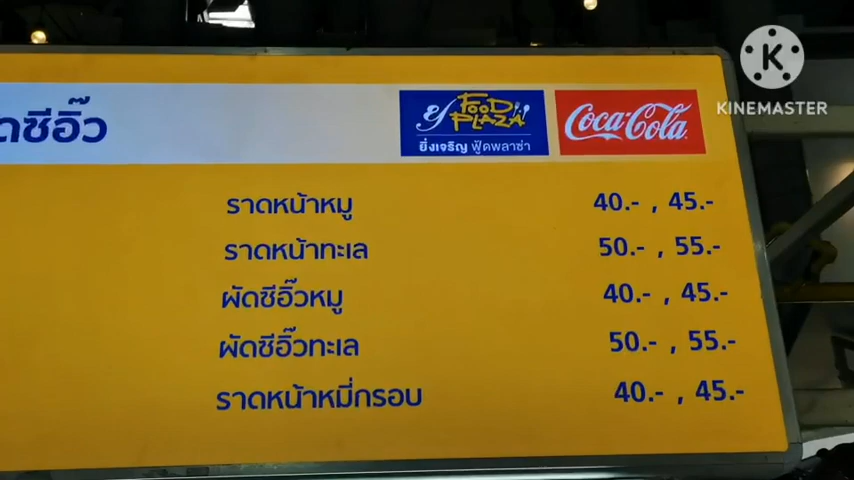 ดซีอิ๊ว
FOOD PLAZA
ยิ่งเจริญ ฟู้ดพลาซ่า
Coca-Cola
K
KINEMASTER
ราดหน้าหมู 40.- , 45.-
ราดหน้าทะเล 50.- , 55.-
ผัดซีอิ๊วหมู 40.- , 45.-
ผัดซีอิ๊วทะเล 50.- , 55.-
ราดหน้าหมี่กรอบ 40.- , 45.-